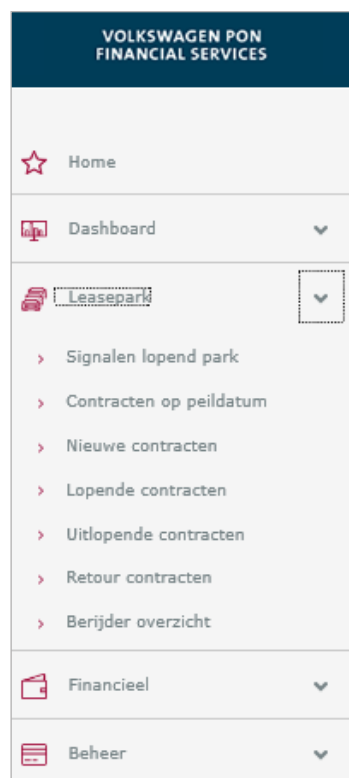 VOLKSWAGEN PON
FINANCIAL SERVICES
Home
Dashboard
Leasepark
Signalen lopend park
Contracten op peildatum
Nieuwe contracten
Lopende contracten
Uitlopende contracten
Retour contracten
Berijder overzicht
Financieel
Beheer